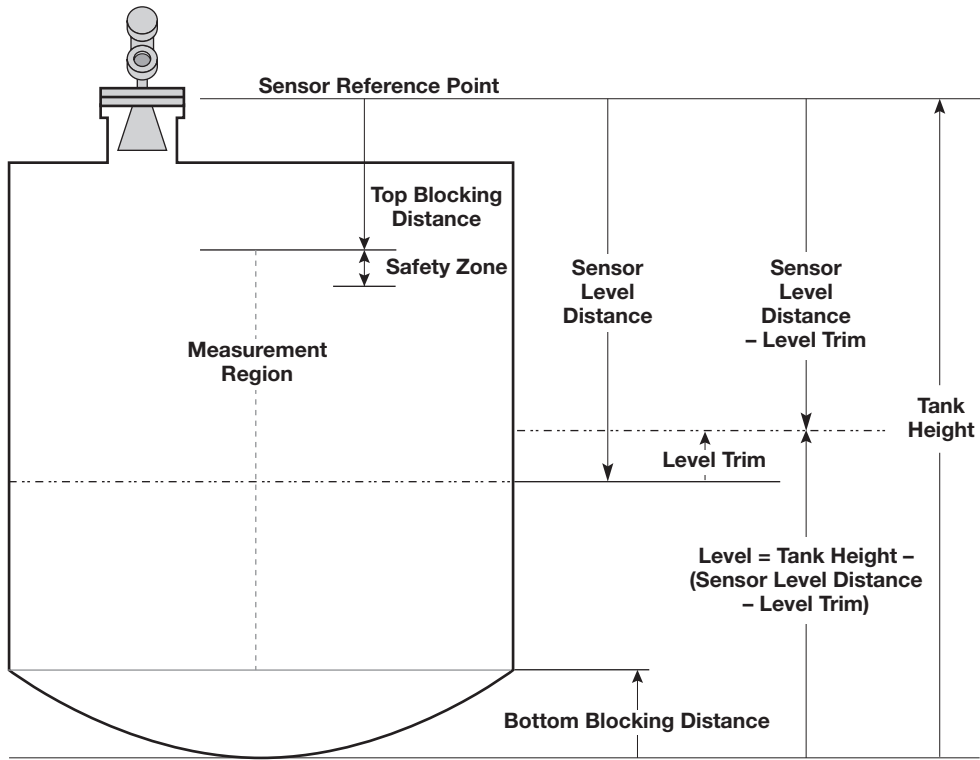 Sensor Reference Point
Top Blocking
Distance
Safety Zone
Measurement
Region
Sensor
Level
Distance
Sensor
Level
Distance
– Level Trim
Tank
Height
Level Trim
Level = Tank Height –
(Sensor Level Distance
– Level Trim)
Bottom Blocking Distance